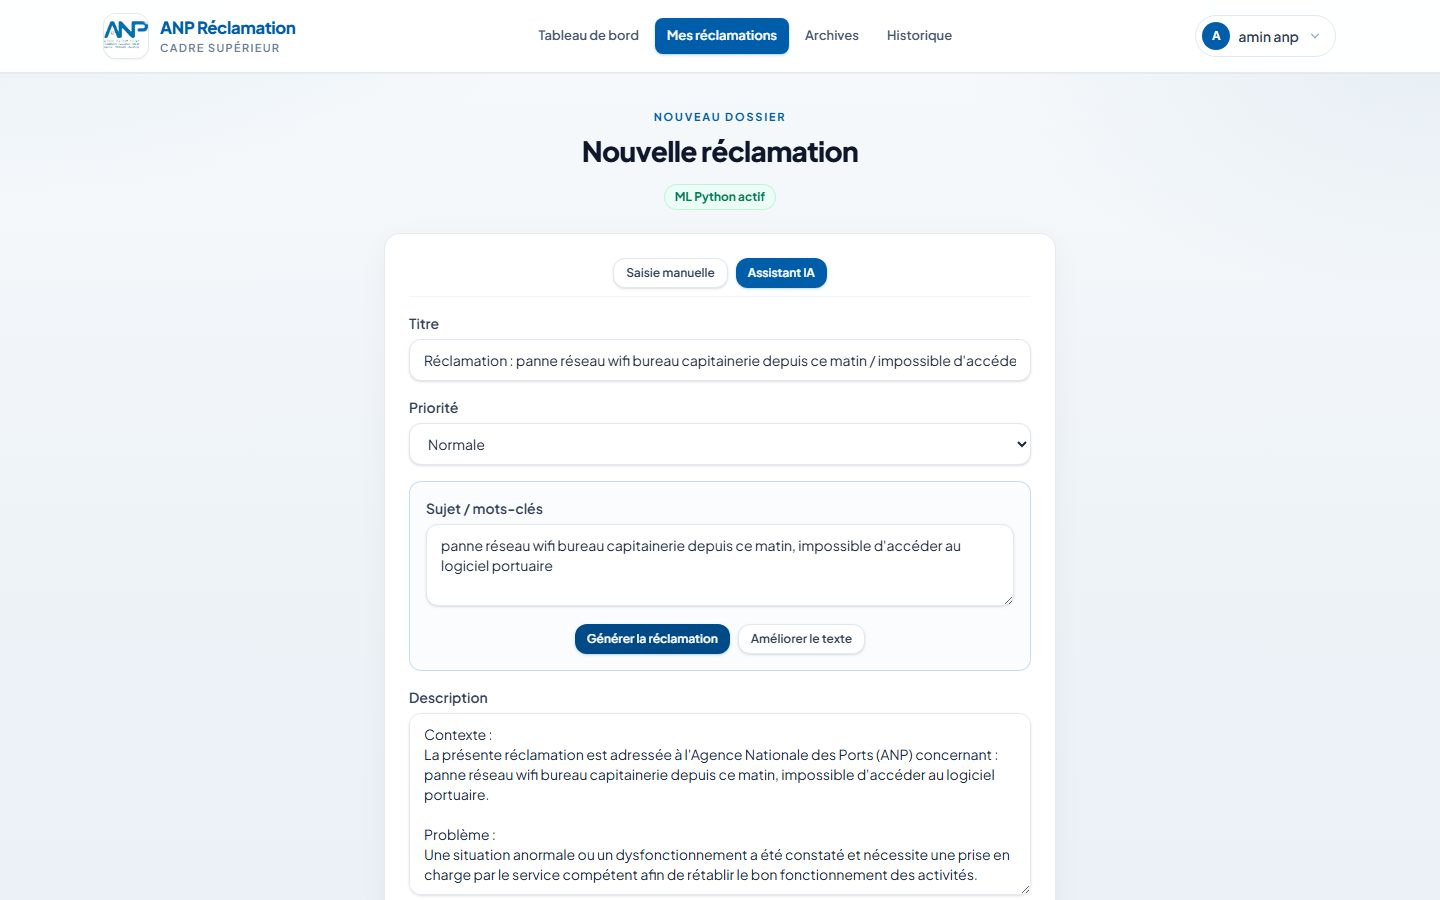 ANP
ANP Réclamation
CADRE SUPÉRIEUR
Tableau de bord
Mes réclamations
Archives
Historique
A
amin anp
NOUVEAU DOSSIER
Nouvelle réclamation
ML Python actif
Saisie manuelle
Assistant IA
Titre
Réclamation : panne réseau wifi bureau capitainerie depuis ce matin / impossible d'accéde
Priorité
Normale
Sujet / mots-clés
panne réseau wifi bureau capitainerie depuis ce matin, impossible d'accéder au
logiciel portuaire
Générer la réclamation
Améliorer le texte
Description
Contexte :
La présente réclamation est adressée à l'Agence Nationale des Ports (ANP) concernant :
panne réseau wifi bureau capitainerie depuis ce matin, impossible d'accéder au logiciel
portuaire.
Problème :
Une situation anormale ou un dysfonctionnement a été constaté et nécessite une prise en
charge par le service compétent afin de rétablir le bon fonctionnement des activités.